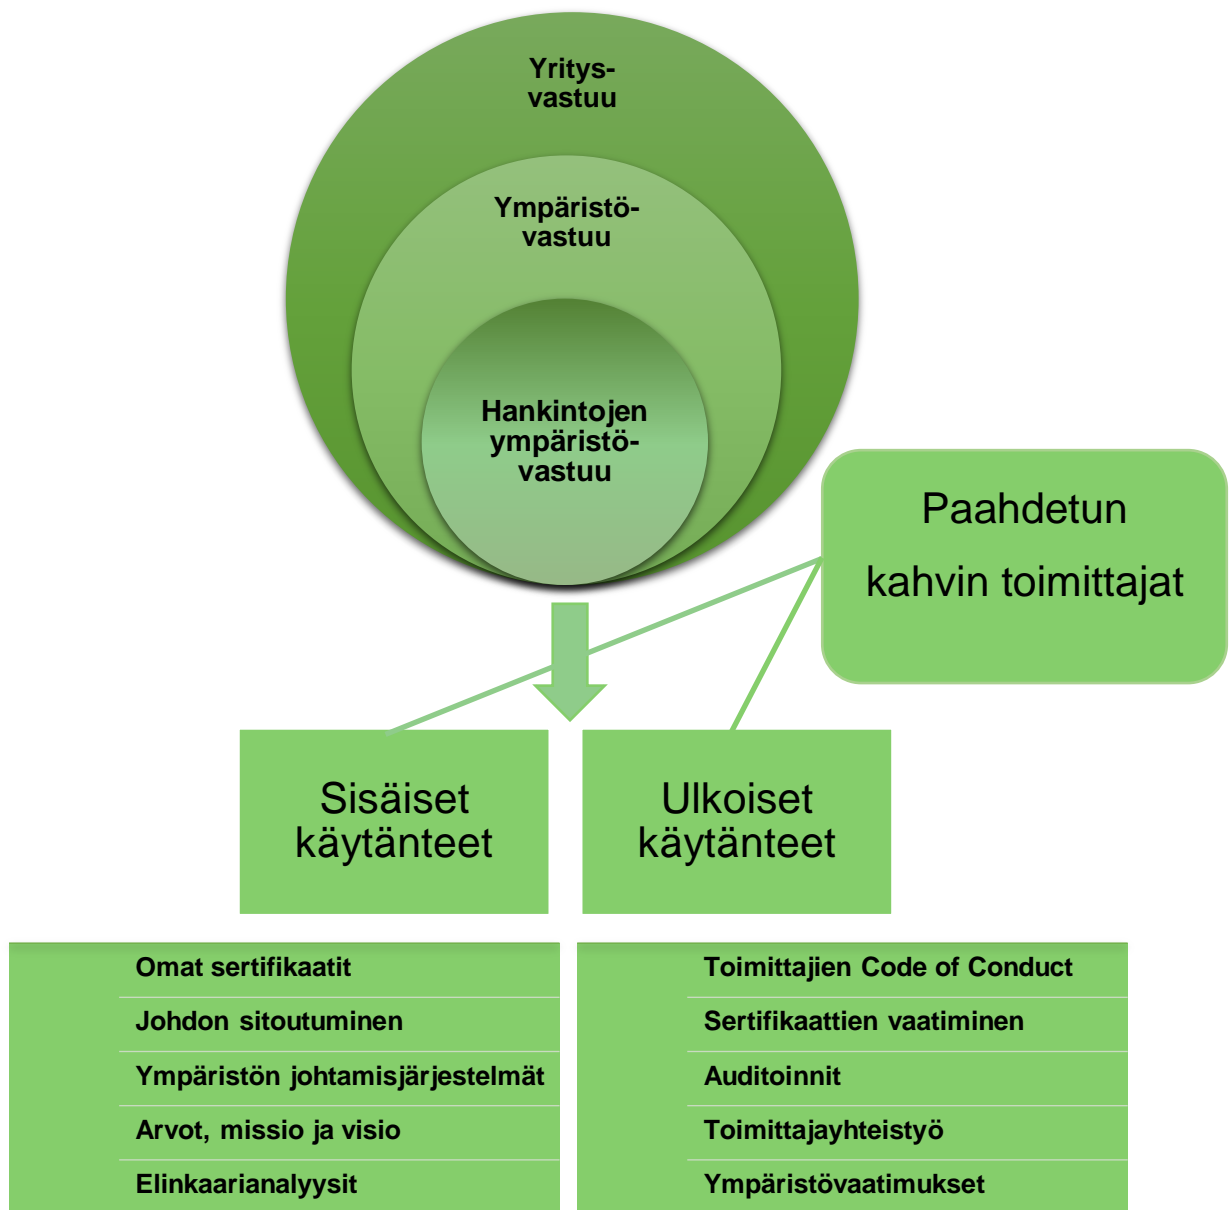 Yritys-
vastuu
Ympäristö-
vastuu
Hankintojen
ympäristö-
vastuu
Paahdetun
kahvin toimittajat
Sisäiset
käytänteet
Ulkoiset
käytänteet
Omat sertifikaatit
Johdon sitoutuminen
Ympäristön johtamisjärjestelmät
Arvot, missio ja visio
Elinkaarianalyysit
Toimittajien Code of Conduct
Sertifikaattien vaatiminen
Auditoinnit
Toimittajayhteistyö
Ympäristövaatimukset